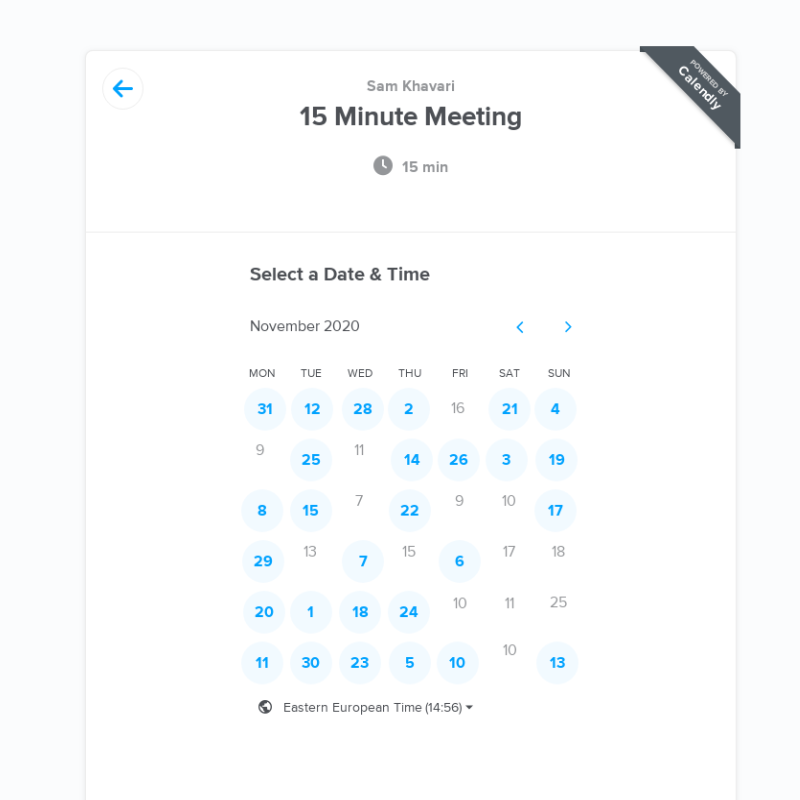 POWERED BY
Calendly
Sam Khavari
15 Minute Meeting
15 min
Select a Date & Time
November 2020
MON TUE WED THU FRI SAT SUN
31 12 28 2 16 21 4
9 25 11 14 26 3 19
8 15 7 22 9 10 17
29 13 7 15 6 17 18
20 1 18 24 10 11 25
11 30 23 5 10 10 13
Eastern European Time (14:56)